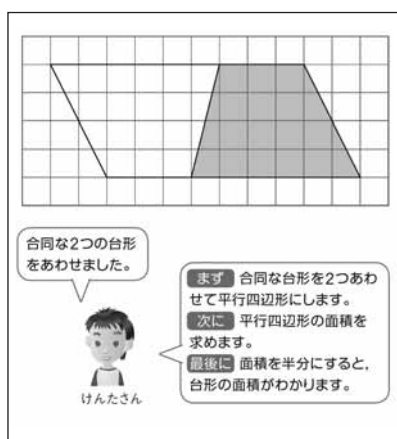 合同な2つの台形
をあわせました。
まず 合同な台形を2つあわ
せて平行四辺形にします。
次に 平行四辺形の面積を
求めます。
最後に 面積を半分にすると,
台形の面積がわかります。
けんたさん